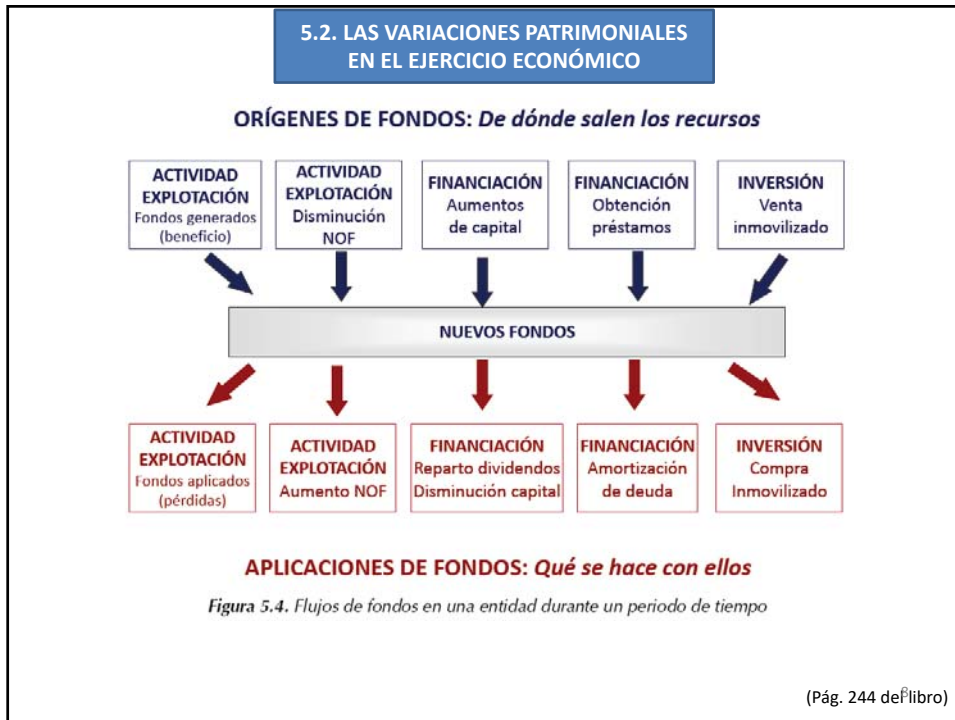 5.2. LAS VARIACIONES PATRIMONIALES
EN EL EJERCICIO ECONÓMICO
ORÍGENES DE FONDOS: De dónde salen los recursos
ACTIVIDAD
EXPLOTACIÓN
Fondos generados
(beneficio)
ACTIVIDAD
EXPLOTACIÓN
Disminución
NOF
FINANCIACIÓN
Aumentos
de capital
FINANCIACIÓN
Obtención
préstamos
INVERSIÓN
Venta
inmovilizado
NUEVOS FONDOS
ACTIVIDAD
EXPLOTACIÓN
Fondos aplicados
(pérdidas)
ACTIVIDAD
EXPLOTACIÓN
Aumento NOF
FINANCIACIÓN
Reparto dividendos
Disminución capital
FINANCIACIÓN
Amortización
de deuda
INVERSIÓN
Compra
Inmovilizado
APLICACIONES DE FONDOS: Qué se hace con ellos
Figura 5.4. Flujos de fondos en una entidad durante un periodo de tiempo
(Pág. 244 del libro)
8